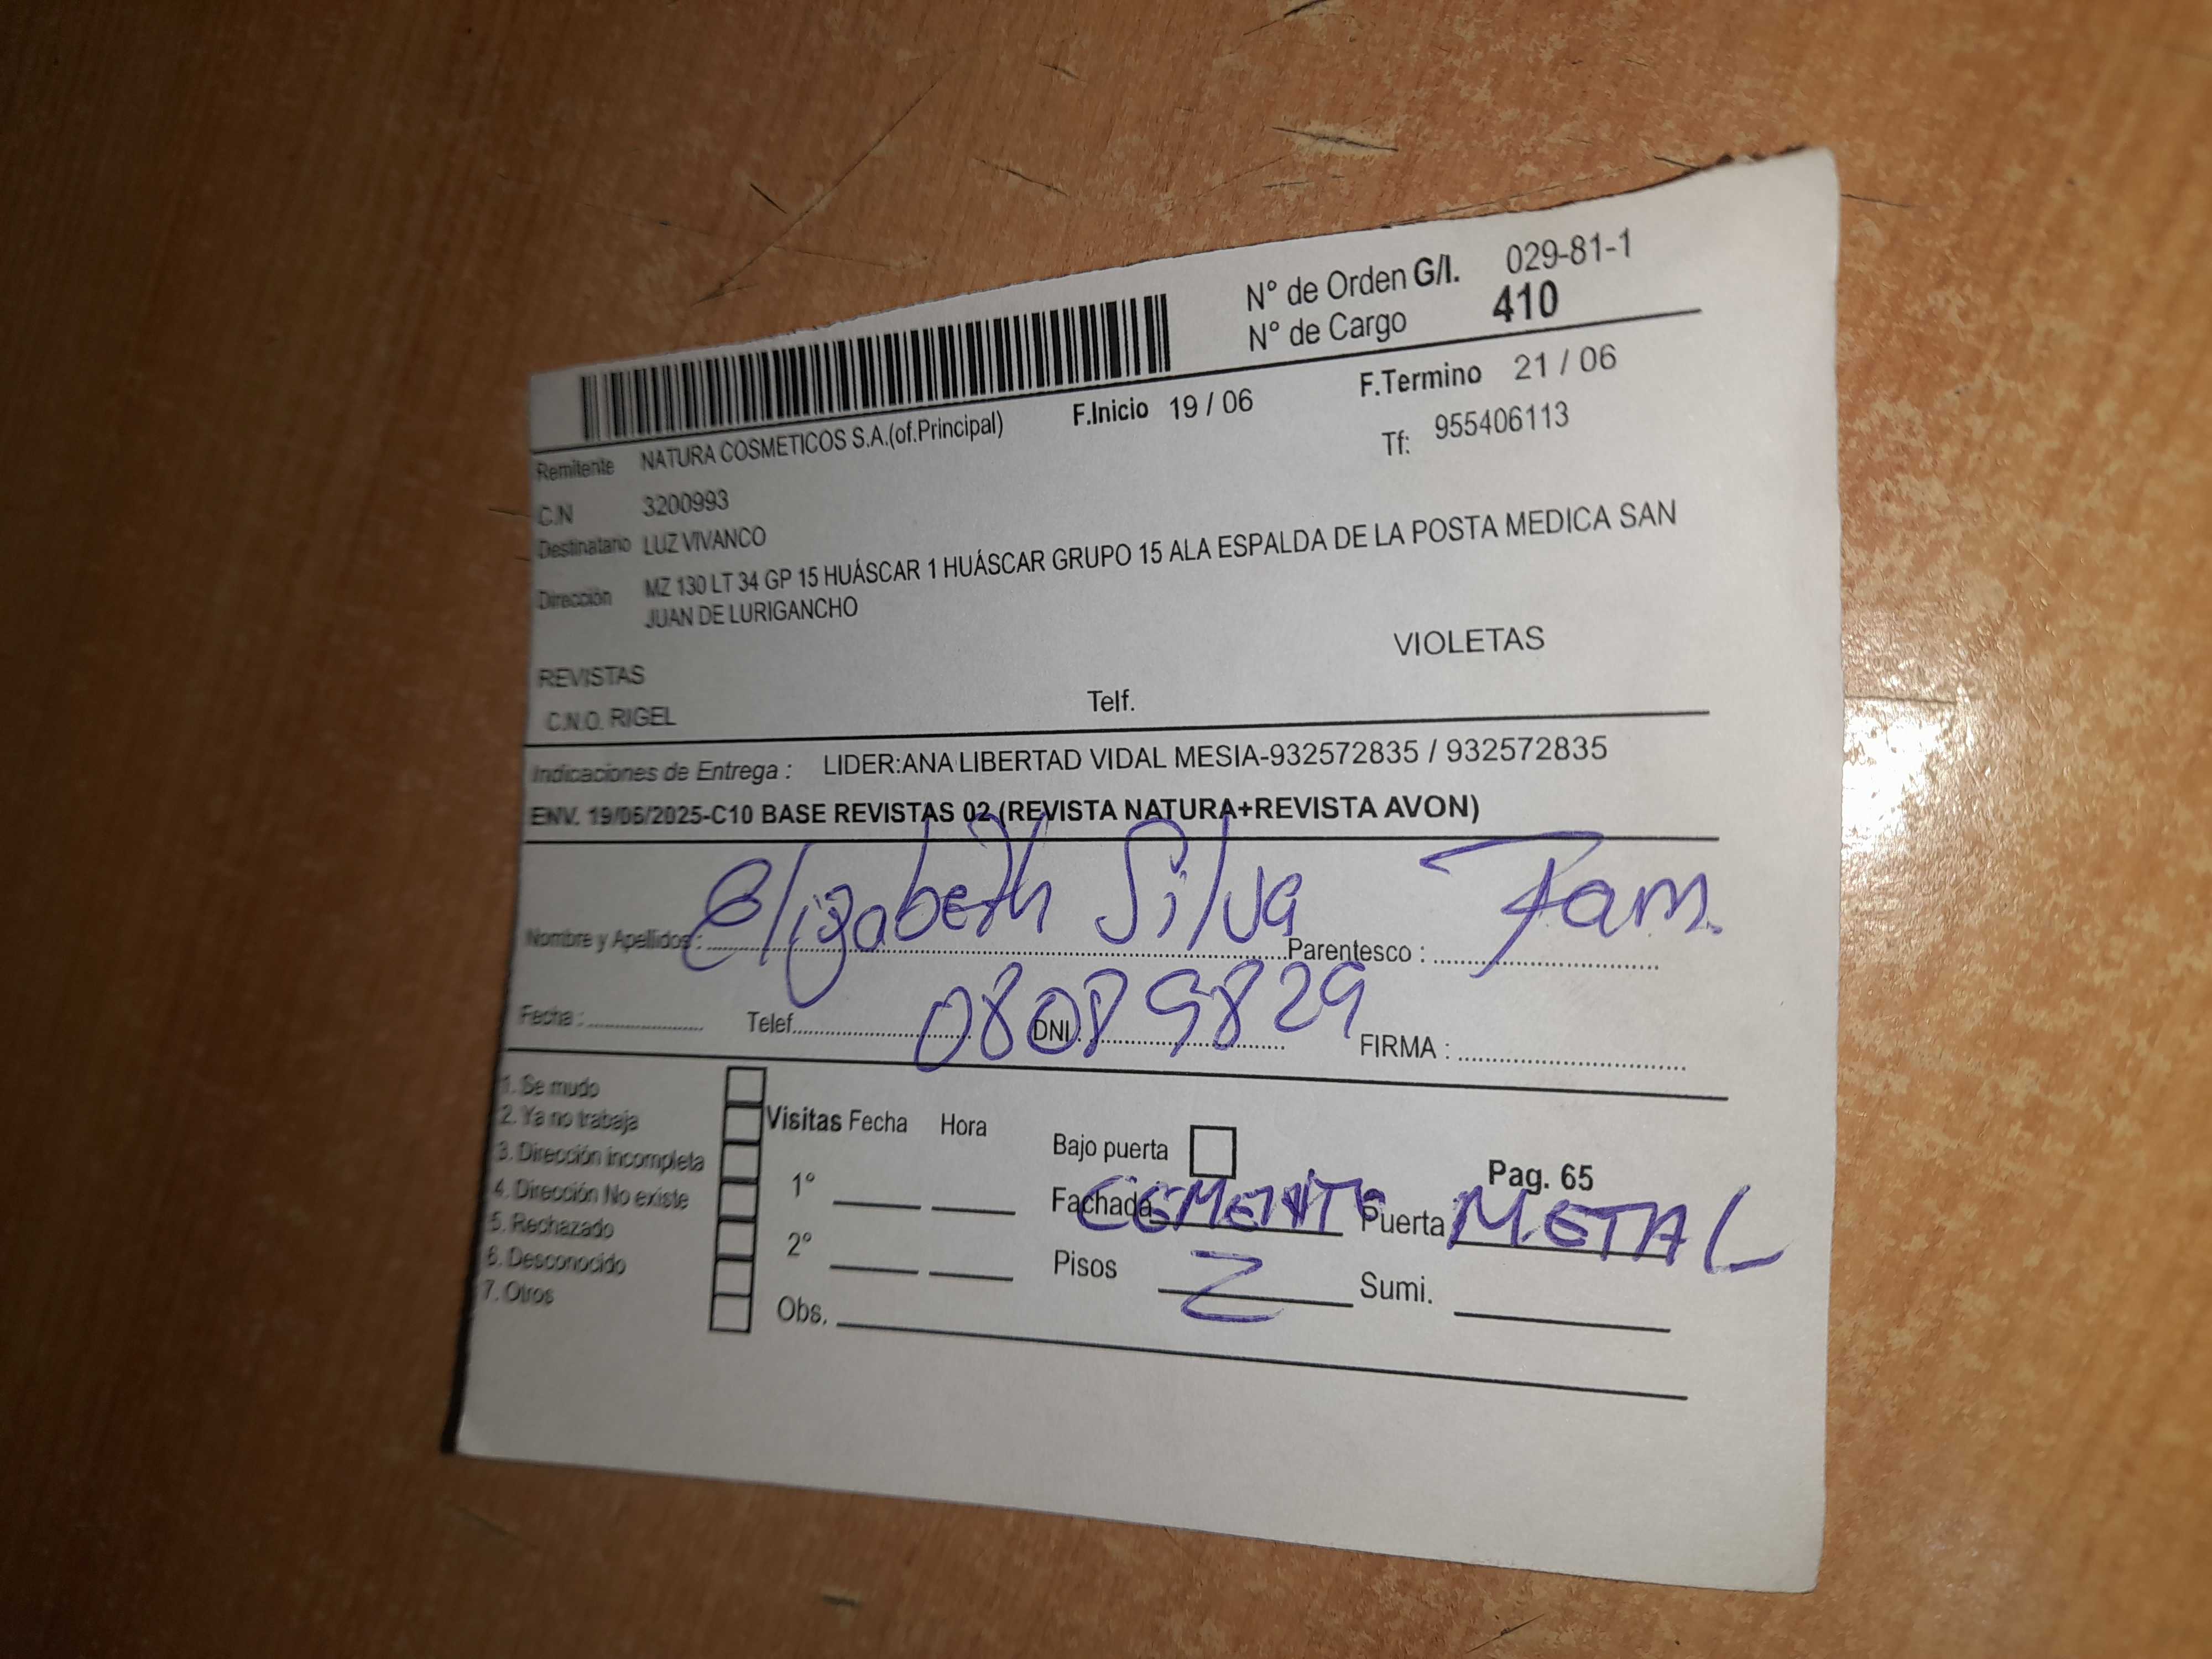 N° de Orden G/I. 029-81-1
N° de Cargo 410
F.Inicio 19 / 06 F.Termino 21 / 06
Remitente NATURA COSMETICOS S.A.(of.Principal) Tf: 955406113
C.N 3200993
Destinatario LUZ VIVANCO
Dirección MZ 130 LT 34 GP 15 HUÁSCAR 1 HUÁSCAR GRUPO 15 ALA ESPALDA DE LA POSTA MEDICA SAN
JUAN DE LURIGANCHO
REVISTAS VIOLETAS
C.N.O. RIGEL Telf.
Indicaciones de Entrega : LIDER:ANA LIBERTAD VIDAL MESIA-932572835 / 932572835
ENV. 19/06/2025-C10 BASE REVISTAS 02 (REVISTA NATURA+REVISTA AVON)
Nombre y Apellidos : Elizabeth Silva Parentesco : Fam.
Fecha : Telef. DNI 08089829 FIRMA :
1. Se mudo
2. Ya no trabaja Visitas Fecha Hora Bajo puerta
3. Dirección incompleta Pag. 65
4. Dirección No existe 1° Fachada CEMENTO Puerta METAL
5. Rechazado
6. Desconocido 2° Pisos 2 Sumi.
7. Otros Obs.